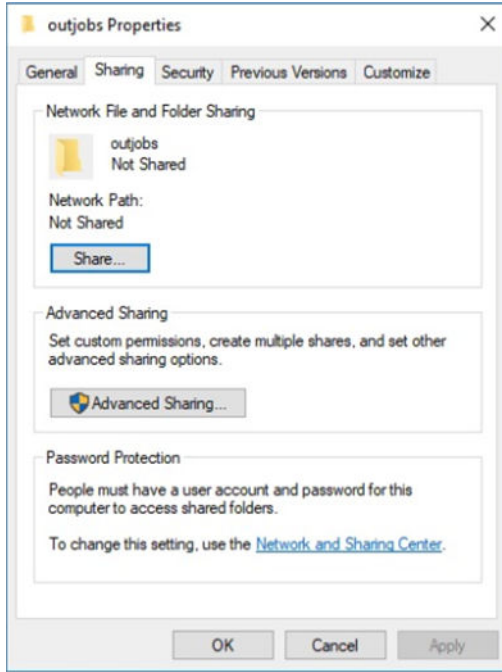 outjobs Properties
General Sharing Security Previous Versions Customize
Network File and Folder Sharing
outjobs
Not Shared
Network Path:
Not Shared
Share...
Advanced Sharing
Set custom permissions, create multiple shares, and set other
advanced sharing options.
Advanced Sharing...
Password Protection
People must have a user account and password for this
computer to access shared folders.
To change this setting, use the Network and Sharing Center.
OK Cancel Apply